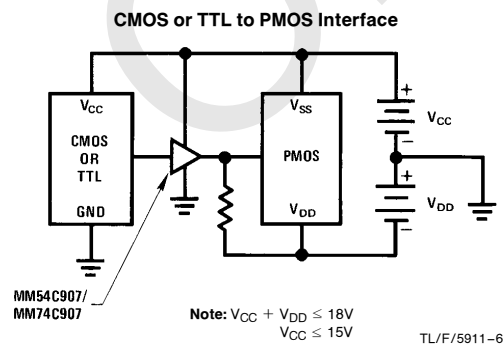 CMOS or TTL to PMOS Interface
VCC
CMOS
OR
TTL
GND
VSS
PMOS
VDD
+
VCC
−
+
VDD
−
MM54C907/
MM74C907
Note: VCC + VDD ≤ 18V
VCC ≤ 15V
TL/F/5911–6